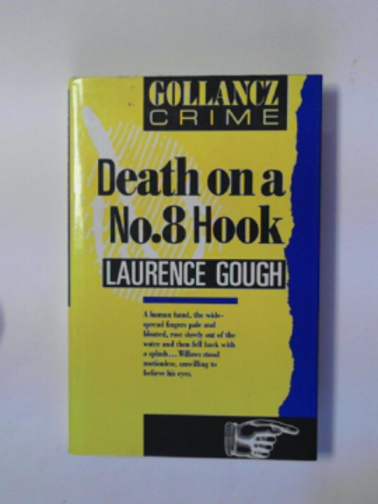 GOLLANCZ
CRIME
Death on a
No.8 Hook
LAURENCE GOUGH
A human hand, the wide-
spread fingers pale and
bloated, rose slowly out of the
water and then fell back with
a splash... Willows stood
motionless, unwilling to
believe his eyes.